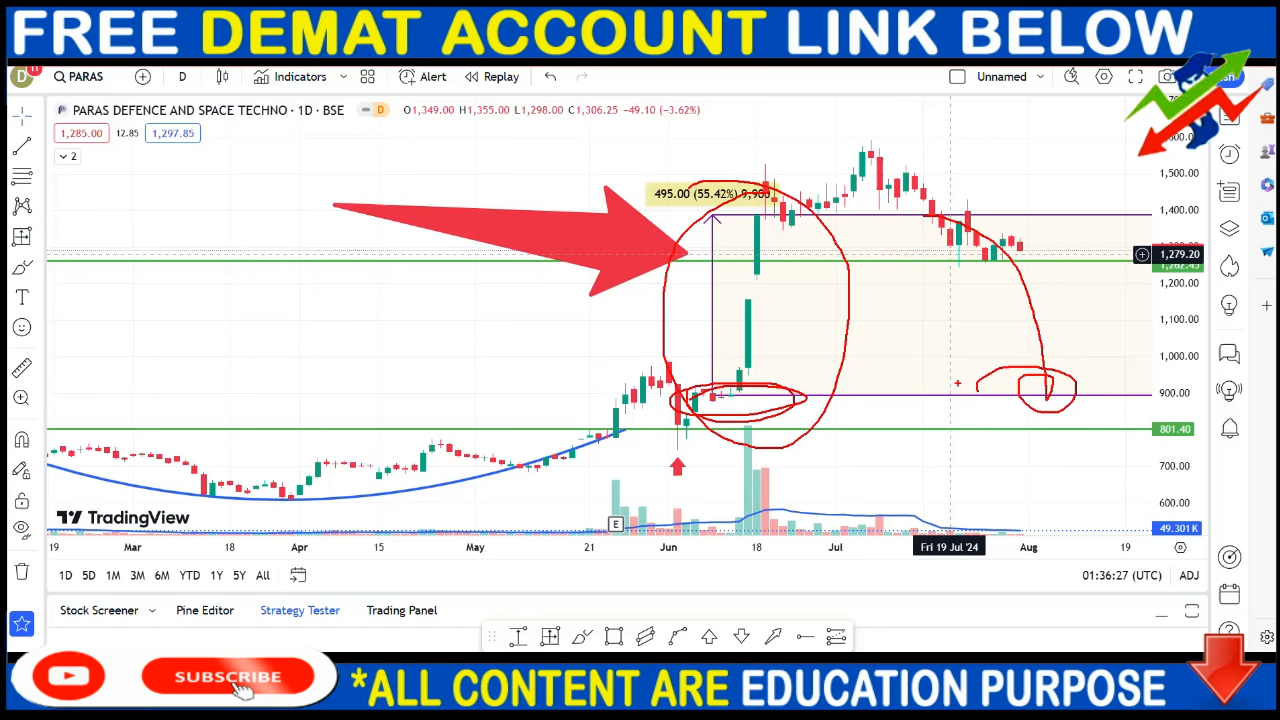 FREE DEMAT ACCOUNT LINK BELOW
D 11 PARAS D Indicators Alert Replay Unnamed
PARAS DEFENCE AND SPACE TECHNO · 1D · BSE D O1,349.00 H1,355.00 L1,298.00 C1,306.25 −49.10 (−3.62%)
1,285.00 12.85 1,297.85
2
1,500.00
495.00 (55.42%)
1,400.00
1,279.20
1,262.45
1,200.00
1,100.00
1,000.00
900.00
801.40
700.00
600.00
TradingView
E
49.301 K
19 Mar 18 Apr 15 May 21 Jun 18 Jul Fri 19 Jul '24 Aug 19
1D 5D 1M 3M 6M YTD 1Y 5Y All 01:36:27 (UTC) ADJ
Stock Screener Pine Editor Strategy Tester Trading Panel
SUBSCRIBE
*ALL CONTENT ARE EDUCATION PURPOSE